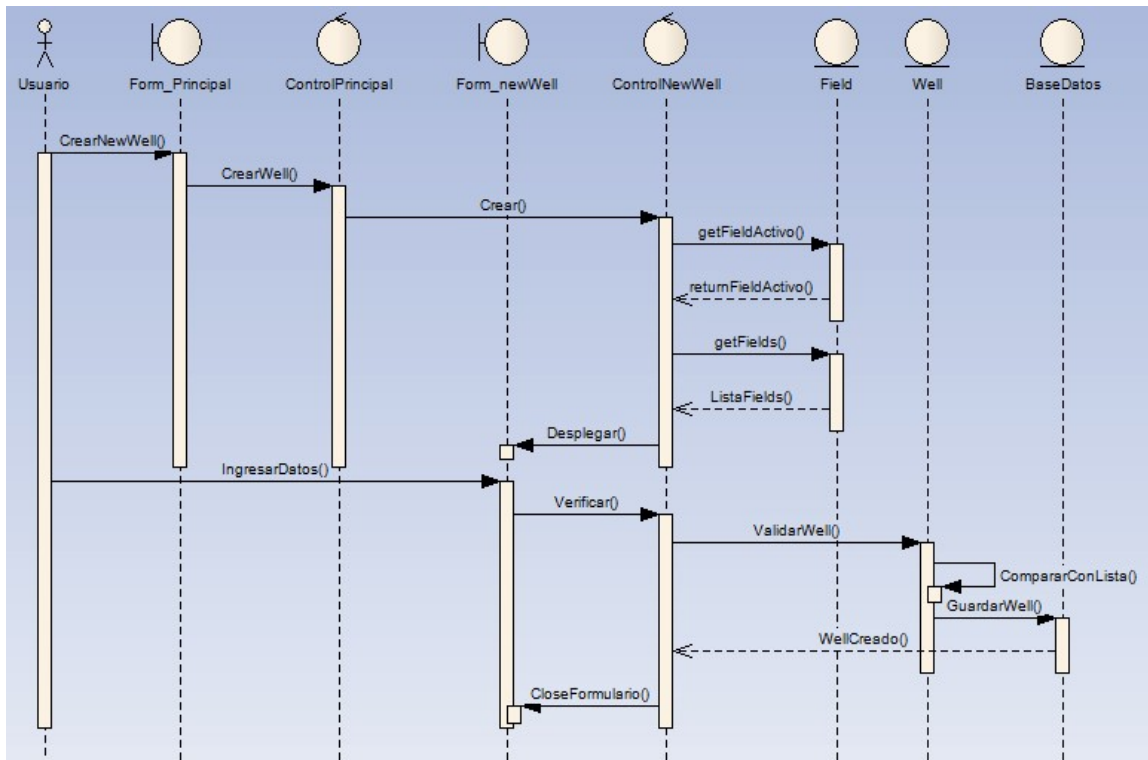 Usuario
Form_Principal
ControlPrincipal
Form_newWell
ControlNewWell
Field
Well
BaseDatos
CrearNewWell()
CrearWell()
Crear()
getFieldActivo()
returnFieldActivo()
getFields()
ListaFields()
Desplegar()
IngresarDatos()
Verificar()
ValidarWell()
CompararConLista()
GuardarWell()
WellCreado()
CloseFormulario()